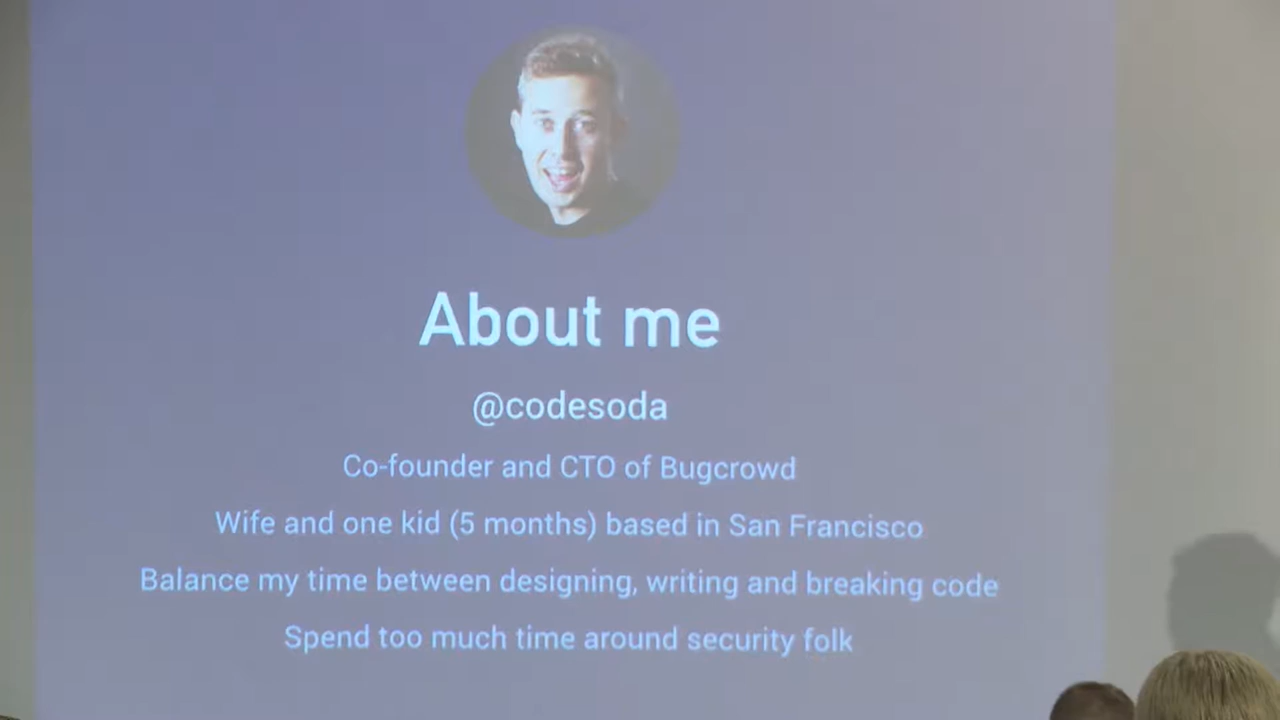 About me
@codesoda
Co-founder and CTO of Bugcrowd
Wife and one kid (5 months) based in San Francisco
Balance my time between designing, writing and breaking code
Spend too much time around security folk